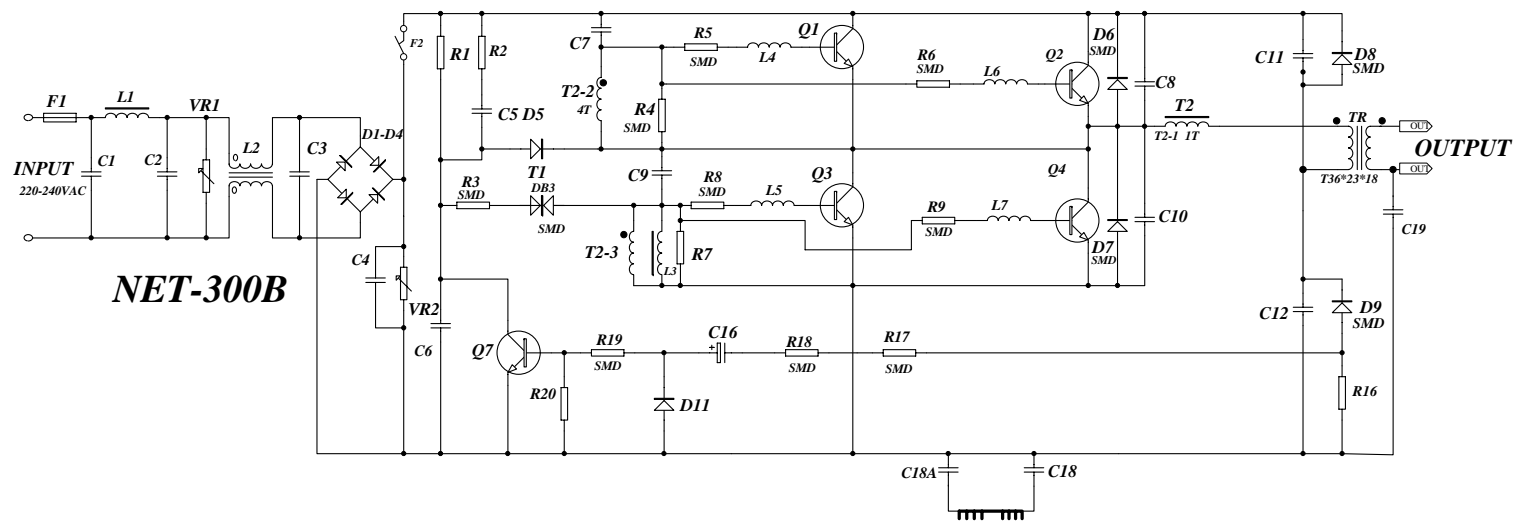 F2
R1
R2
C7
R5
SMD
L4
Q1
R6
SMD
L6
Q2
D6
SMD
C8
C11
D8
SMD
F1
L1
VR1
D1-D4
C5
D5
T2-2
4T
R4
SMD
T2
T2-1 1T
TR
OUT
OUT
OUTPUT
T36*23*18
INPUT
220-240VAC
C1
C2
L2
C3
R3
SMD
T1
DB3
SMD
C9
R8
SMD
L5
Q3
R9
SMD
L7
Q4
D7
SMD
C10
C19
T2-3
L3
R7
NET-300B
C4
VR2
C6
Q7
R19
SMD
C16
+
R18
SMD
R17
SMD
C12
D9
SMD
R20
D11
R16
C18A
C18